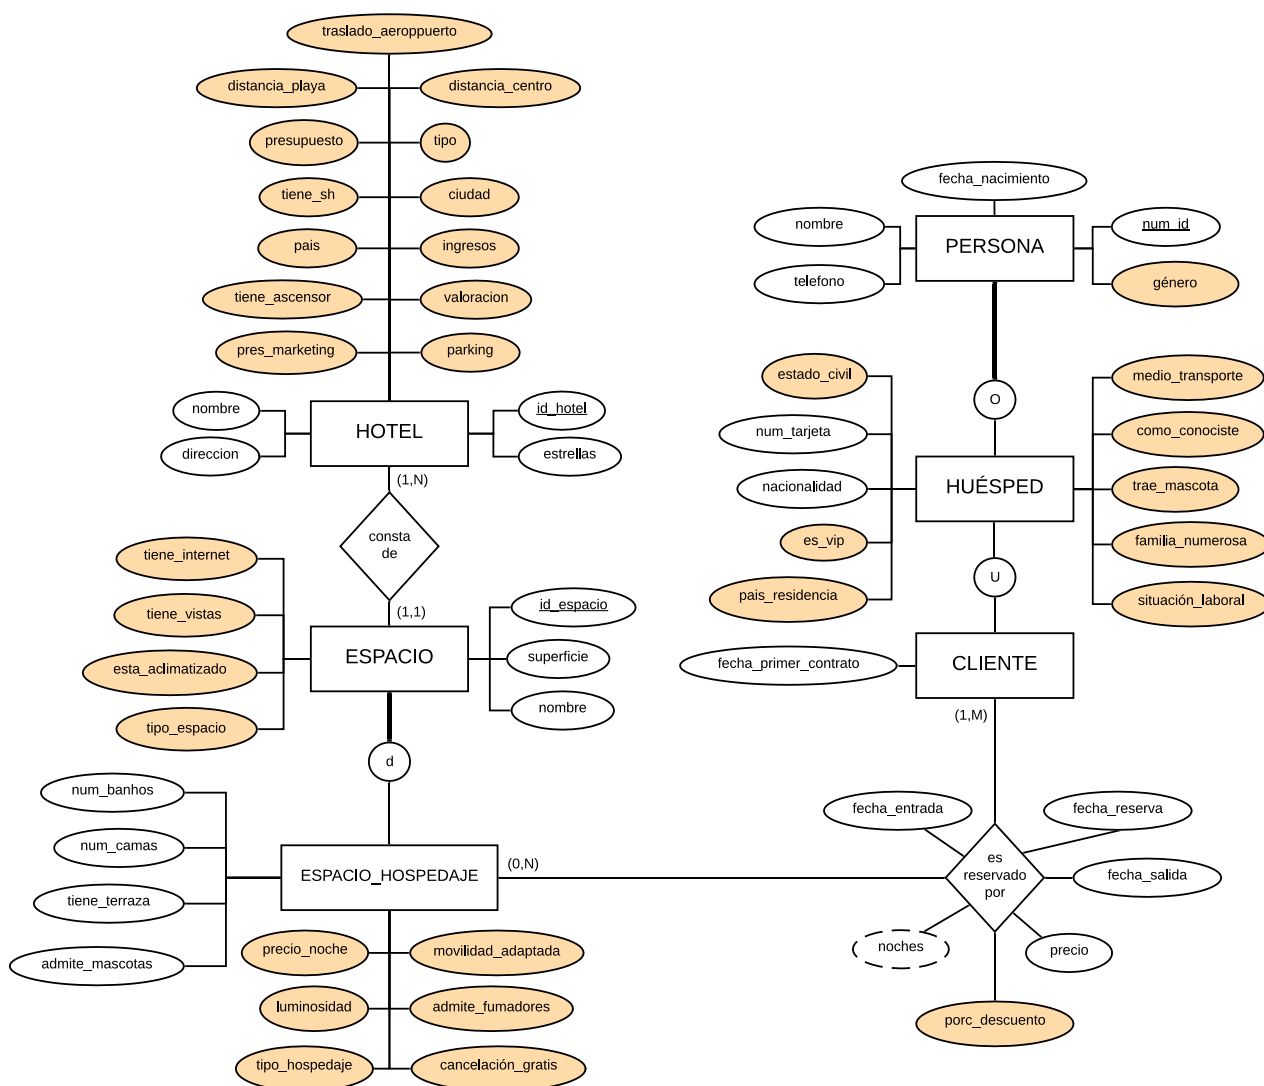 traslado_aeroppuerto
distancia_playa
distancia_centro
presupuesto
tipo
tiene_sh
ciudad
pais
ingresos
tiene_ascensor
valoracion
pres_marketing
parking
nombre
id_hotel
HOTEL
direccion
estrellas
(1,N)
consta
de
(1,1)
tiene_internet
tiene_vistas
esta_aclimatizado
tipo_espacio
ESPACIO
id_espacio
superficie
nombre
d
num_banhos
num_camas
tiene_terraza
admite_mascotas
ESPACIO_HOSPEDAJE
(0,N)
precio_noche
movilidad_adaptada
luminosidad
admite_fumadores
tipo_hospedaje
cancelación_gratis
fecha_nacimiento
nombre
num_id
PERSONA
telefono
género
O
estado_civil
medio_transporte
num_tarjeta
como_conociste
nacionalidad
HUÉSPED
trae_mascota
es_vip
familia_numerosa
pais_residencia
situación_laboral
U
fecha_primer_contrato
CLIENTE
(1,M)
fecha_entrada
fecha_reserva
es
reservado
por
fecha_salida
noches
precio
porc_descuento